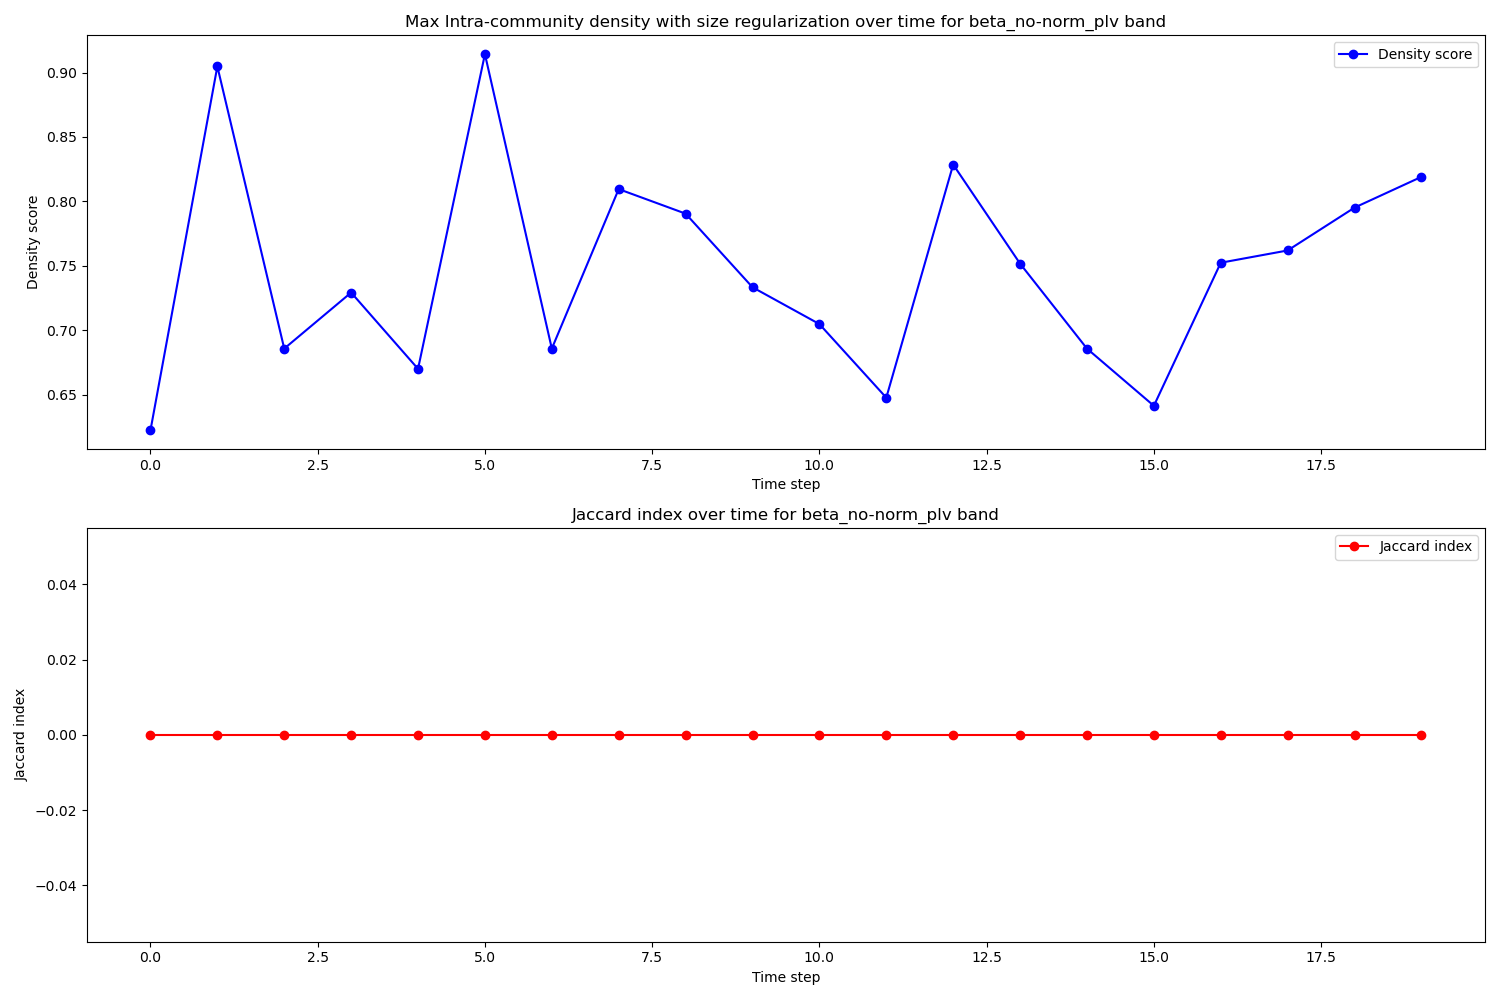 Max Intra-community density with size regularization over time for beta_no-norm_plv band
Density score
0.90
0.85
0.80
0.75
0.70
0.65
Density score
0.0 2.5 5.0 7.5 10.0 12.5 15.0 17.5
Time step
Jaccard index over time for beta_no-norm_plv band
Jaccard index
0.04
0.02
0.00
−0.02
−0.04
Jaccard index
0.0 2.5 5.0 7.5 10.0 12.5 15.0 17.5
Time step